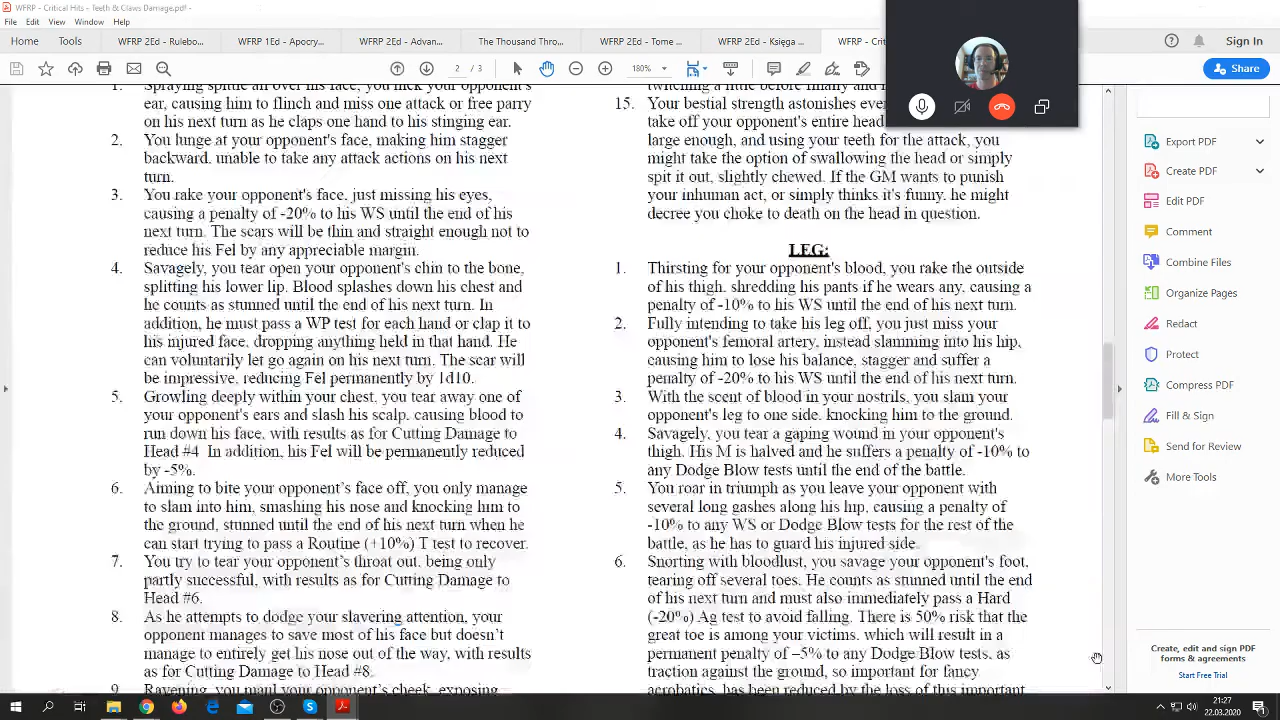 WFRP - Critical Hits - Teeth & Claws Damage.pdf -
File Edit View Window Help
Home Tools WFRP 2Ed - Rulebo... WFRP 1Ed - Apocry... WFRP 2Ed - Advan... The Thousand Thro... WFRP 2Ed - Tome ... WFRP 2Ed - Księga ... WFRP - Crit
Sign In
2 / 3 180%
Share
1. Spraying spittle all over his face, you nick your opponent's
ear, causing him to flinch and miss one attack or free parry
on his next turn as he claps one hand to his stinging ear.
2. You lunge at your opponent's face, making him stagger
backward, unable to take any attack actions on his next
turn.
3. You rake your opponent's face, just missing his eyes,
causing a penalty of -20% to his WS until the end of his
next turn. The scars will be thin and straight enough not to
reduce his Fel by any appreciable margin.
4. Savagely, you tear open your opponent's chin to the bone,
splitting his lower lip. Blood splashes down his chest and
he counts as stunned until the end of his next turn. In
addition, he must pass a WP test for each hand or clap it to
his injured face, dropping anything held in that hand. He
can voluntarily let go again on his next turn. The scar will
be impressive, reducing Fel permanently by 1d10.
5. Growling deeply within your chest, you tear away one of
your opponent's ears and slash his scalp, causing blood to
run down his face, with results as for Cutting Damage to
Head #4 In addition, his Fel will be permanently reduced
by -5%.
6. Aiming to bite your opponent's face off, you only manage
to slam into him, smashing his nose and knocking him to
the ground, stunned until the end of his next turn when he
can start trying to pass a Routine (+10%) T test to recover.
7. You try to tear your opponent's throat out, being only
partly successful, with results as for Cutting Damage to
Head #6.
8. As he attempts to dodge your slavering attention, your
opponent manages to save most of his face but doesn't
manage to entirely get his nose out of the way, with results
as for Cutting Damage to Head #8.
9. Ravening, you maul your opponent's cheek, exposing
twitching a little before finally and
15. Your bestial strength astonishes ever
take off your opponent's entire head
large enough, and using your teeth for the attack, you
might take the option of swallowing the head or simply
spit it out, slightly chewed. If the GM wants to punish
your inhuman act, or simply thinks it's funny, he might
decree you choke to death on the head in question.
LEG:
1. Thirsting for your opponent's blood, you rake the outside
of his thigh, shredding his pants if he wears any, causing a
penalty of -10% to his WS until the end of his next turn.
2. Fully intending to take his leg off, you just miss your
opponent's femoral artery, instead slamming into his hip,
causing him to lose his balance, stagger and suffer a
penalty of -20% to his WS until the end of his next turn.
3. With the scent of blood in your nostrils, you slam your
opponent's leg to one side, knocking him to the ground.
4. Savagely, you tear a gaping wound in your opponent's
thigh. His M is halved and he suffers a penalty of -10% to
any Dodge Blow tests until the end of the battle.
5. You roar in triumph as you leave your opponent with
several long gashes along his hip, causing a penalty of
-10% to any WS or Dodge Blow tests for the rest of the
battle, as he has to guard his injured side.
6. Snorting with bloodlust, you savage your opponent's foot,
tearing off several toes. He counts as stunned until the end
of his next turn and must also immediately pass a Hard
(-20%) Ag test to avoid falling. There is 50% risk that the
great toe is among your victims, which will result in a
permanent penalty of –5% to any Dodge Blow tests, as
traction against the ground, so important for fancy
acrobatics, has been reduced by the loss of this important
Export PDF
Create PDF
Edit PDF
Comment
Combine Files
Organize Pages
Redact
Protect
Compress PDF
Fill & Sign
Send for Review
More Tools
Create, edit and sign PDF
forms & agreements
Start Free Trial
21:27
22.03.2020